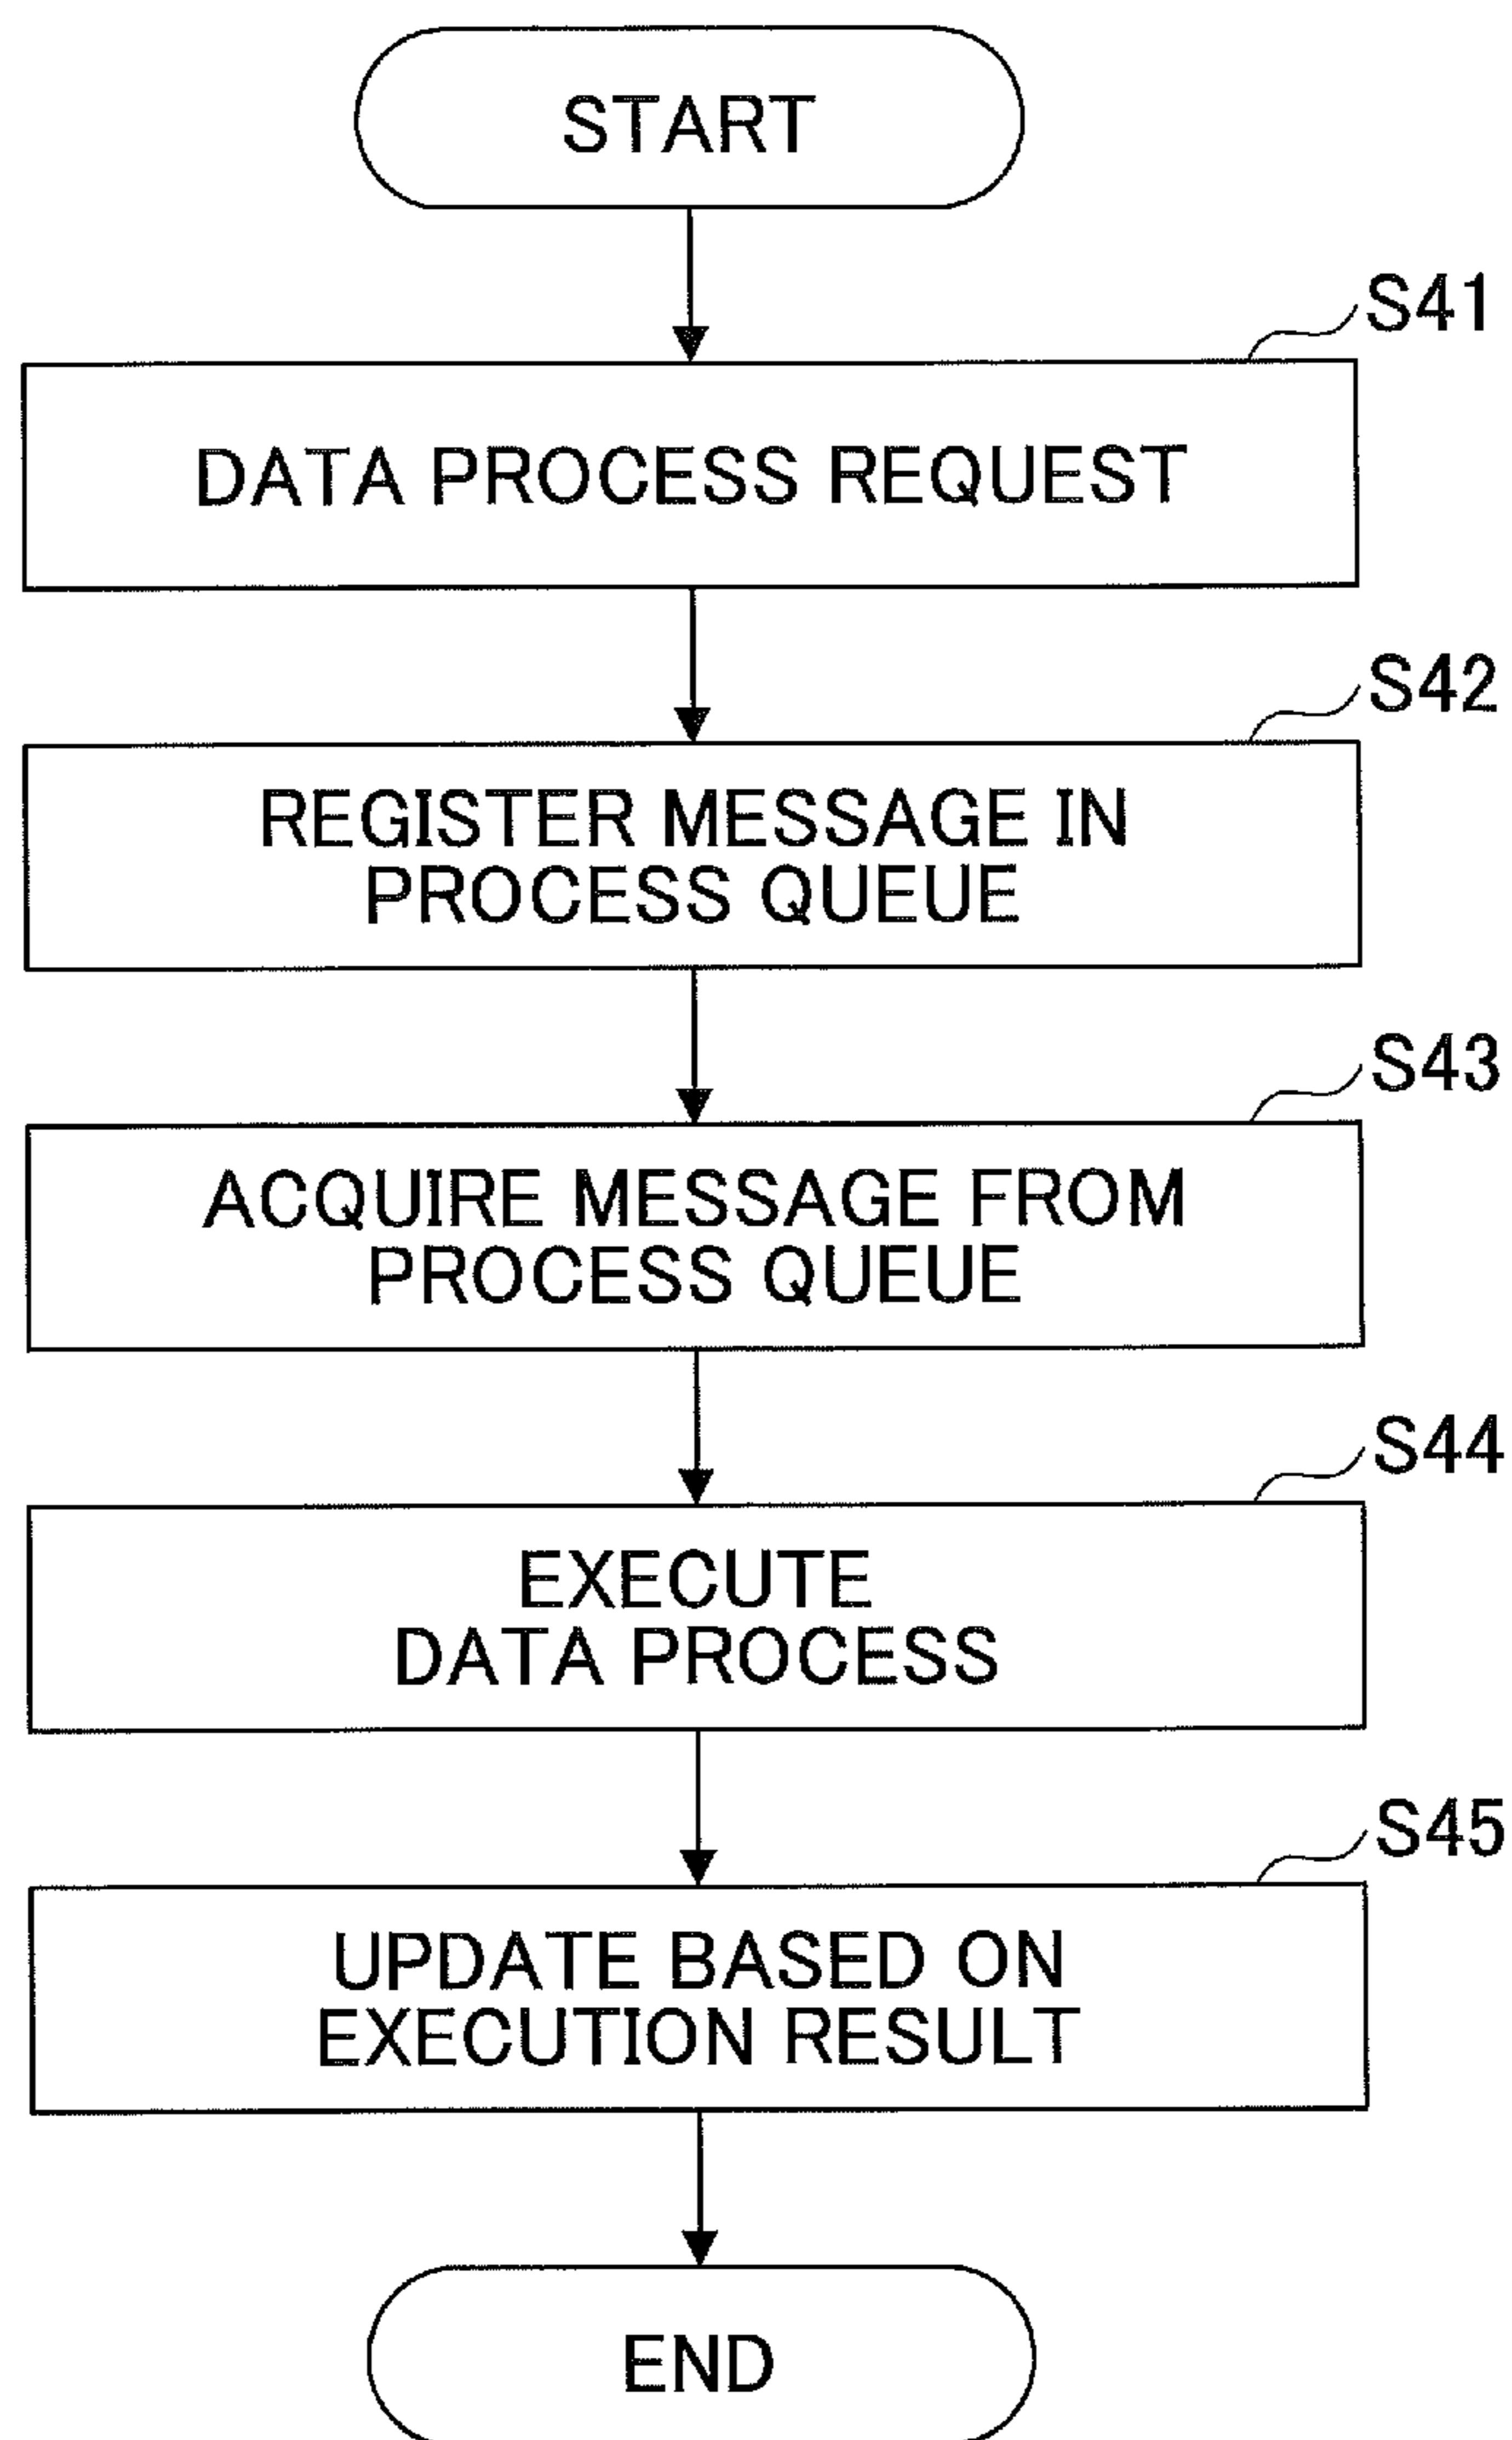 START
S41
DATA PROCESS REQUEST
S42
REGISTER MESSAGE IN
PROCESS QUEUE
S43
ACQUIRE MESSAGE FROM
PROCESS QUEUE
S44
EXECUTE
DATA PROCESS
S45
UPDATE BASED ON
EXECUTION RESULT
END